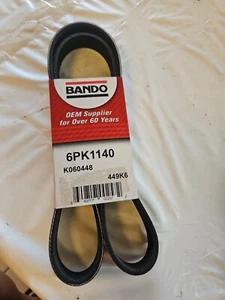 BANDO
OEM Supplier
for Over 60 Years
6PK1140
K060448
449K6